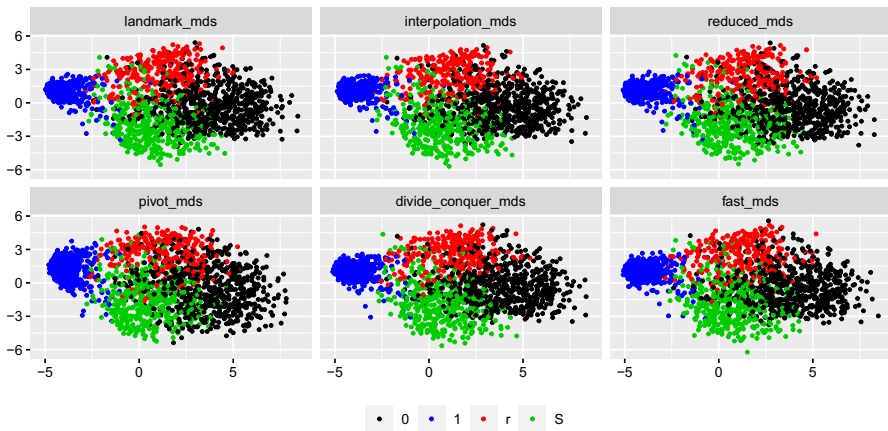 landmark_mds interpolation_mds reduced_mds
6
3
0
−3
−6
pivot_mds divide_conquer_mds fast_mds
6
3
0
−3
−6
−5 0 5 −5 0 5 −5 0 5
0 1 r S